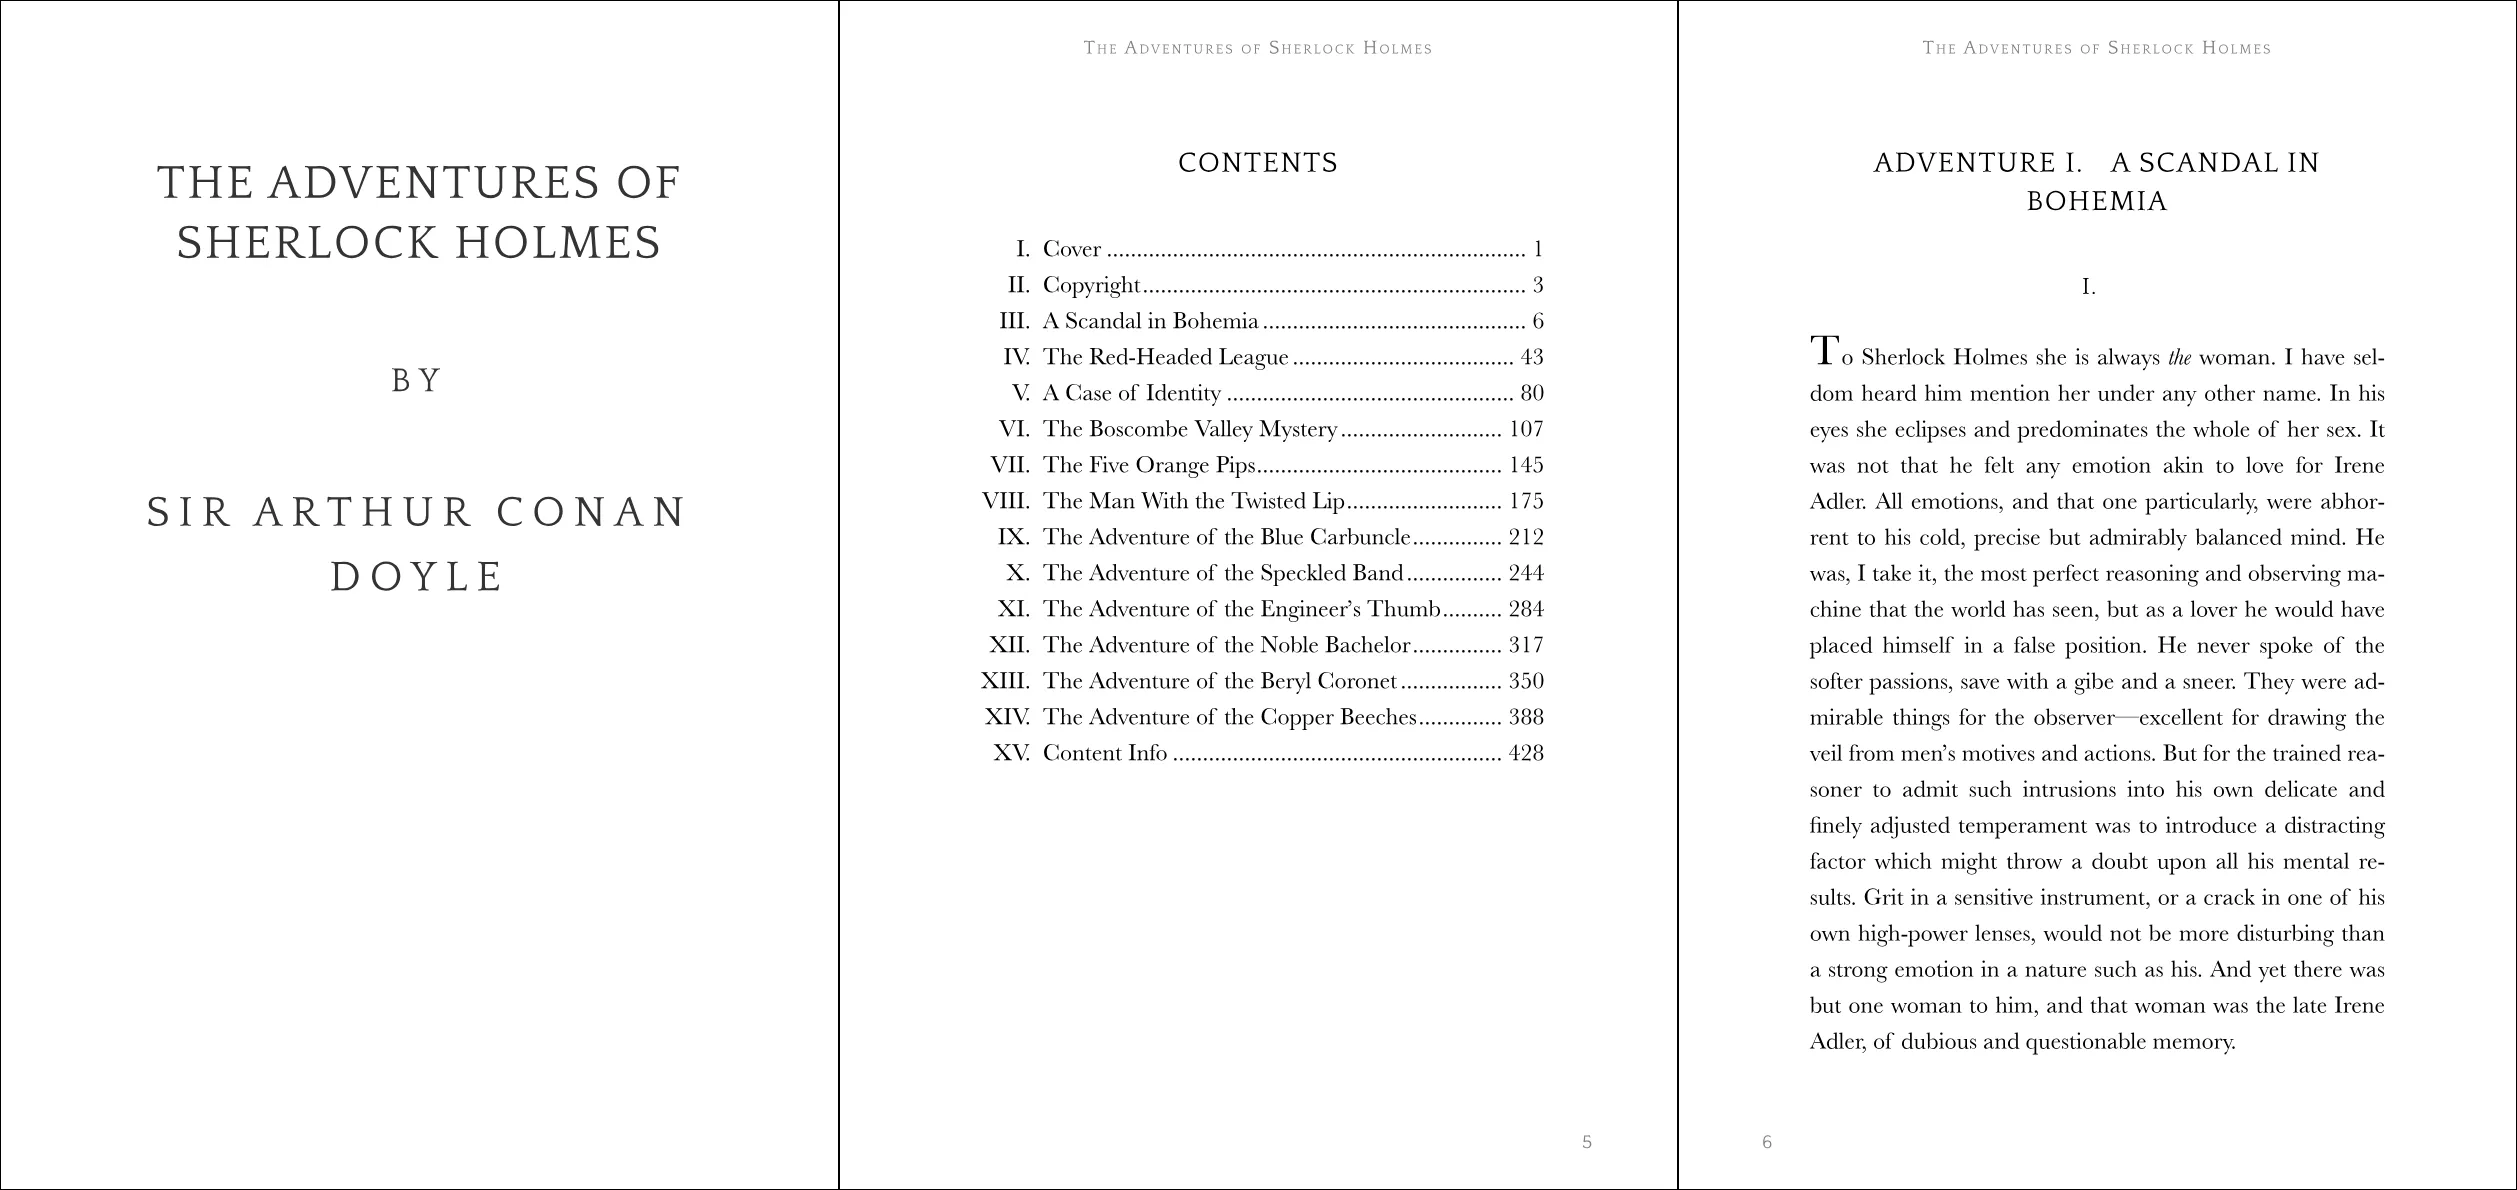 THE ADVENTURES OF
SHERLOCK HOLMES
BY
SIR ARTHUR CONAN
DOYLE
The Adventures of Sherlock Holmes
CONTENTS
I. Cover ...................................................................... 1
II. Copyright................................................................ 3
III. A Scandal in Bohemia ............................................ 6
IV. The Red-Headed League ..................................... 43
V. A Case of Identity ................................................ 80
VI. The Boscombe Valley Mystery........................... 107
VII. The Five Orange Pips......................................... 145
VIII. The Man With the Twisted Lip.......................... 175
IX. The Adventure of the Blue Carbuncle............... 212
X. The Adventure of the Speckled Band................ 244
XI. The Adventure of the Engineer’s Thumb.......... 284
XII. The Adventure of the Noble Bachelor............... 317
XIII. The Adventure of the Beryl Coronet ................. 350
XIV. The Adventure of the Copper Beeches.............. 388
XV. Content Info ....................................................... 428
5
The Adventures of Sherlock Holmes
ADVENTURE I. A SCANDAL IN
BOHEMIA
I.
To Sherlock Holmes she is always the woman. I have sel-
dom heard him mention her under any other name. In his
eyes she eclipses and predominates the whole of her sex. It
was not that he felt any emotion akin to love for Irene
Adler. All emotions, and that one particularly, were abhor-
rent to his cold, precise but admirably balanced mind. He
was, I take it, the most perfect reasoning and observing ma-
chine that the world has seen, but as a lover he would have
placed himself in a false position. He never spoke of the
softer passions, save with a gibe and a sneer. They were ad-
mirable things for the observer—excellent for drawing the
veil from men’s motives and actions. But for the trained rea-
soner to admit such intrusions into his own delicate and
finely adjusted temperament was to introduce a distracting
factor which might throw a doubt upon all his mental re-
sults. Grit in a sensitive instrument, or a crack in one of his
own high-power lenses, would not be more disturbing than
a strong emotion in a nature such as his. And yet there was
but one woman to him, and that woman was the late Irene
Adler, of dubious and questionable memory.
6